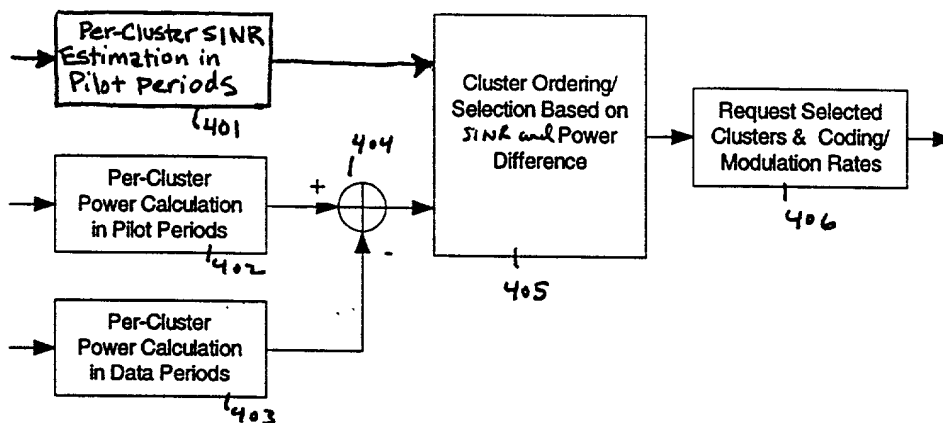 Per-Cluster SINR
Estimation in
Pilot periods
401
Per-Cluster
Power Calculation
in Pilot Periods
402
Per-Cluster
Power Calculation
in Data Periods
403
404
+
-
Cluster Ordering/
Selection Based on
SINR and Power
Difference
405
Request Selected
Clusters & Coding/
Modulation Rates
406